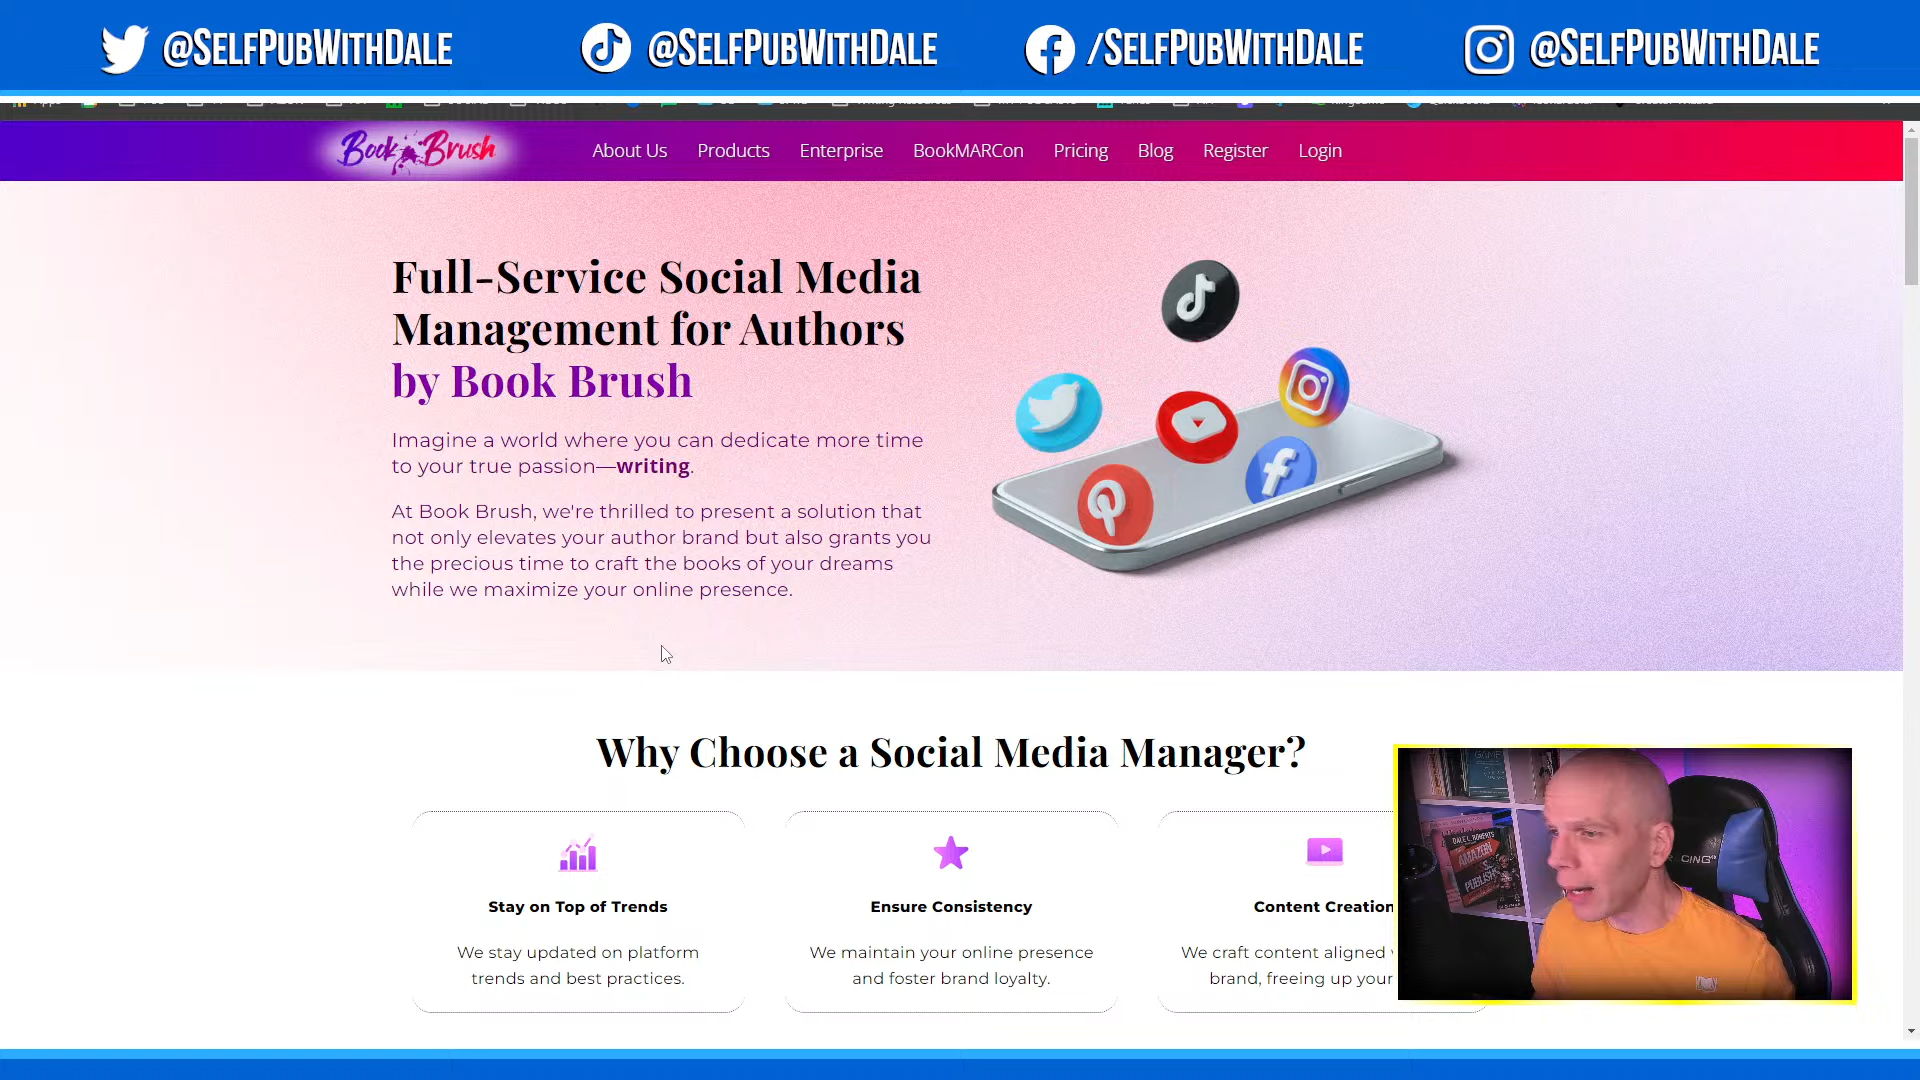 @SELFPUBWITHDALE
@SELFPUBWITHDALE
/SELFPUBWITHDALE
@SELFPUBWITHDALE
Book Brush
About Us
Products
Enterprise
BookMARCon
Pricing
Blog
Register
Login
Full-Service Social Media
Management for Authors
by Book Brush
Imagine a world where you can dedicate more time
to your true passion—writing.
At Book Brush, we're thrilled to present a solution that
not only elevates your author brand but also grants you
the precious time to craft the books of your dreams
while we maximize your online presence.
Why Choose a Social Media Manager?
Stay on Top of Trends
We stay updated on platform
trends and best practices.
Ensure Consistency
We maintain your online presence
and foster brand loyalty.
Content Creation
We craft content aligned
brand, freeing up your
DALE L. ROBERTS
AMAZON